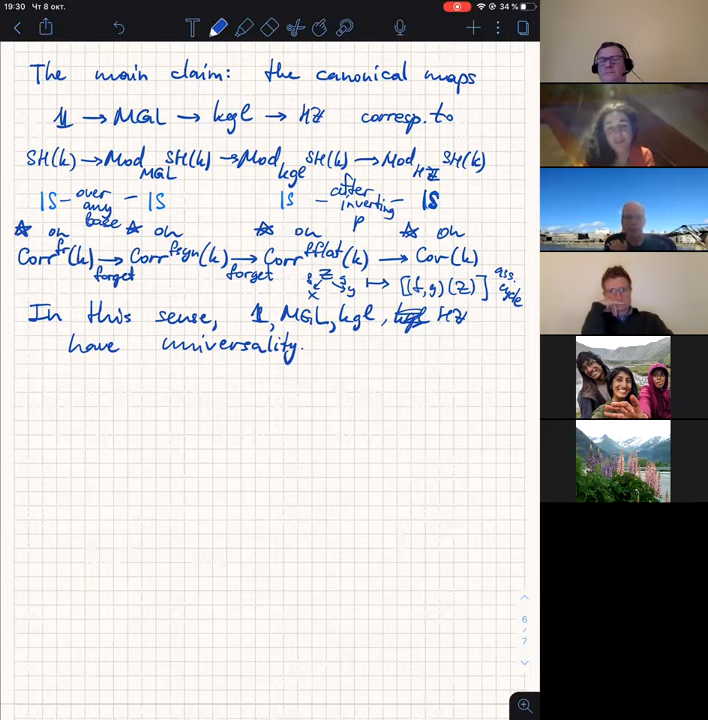 19:30 Чт 8 окт. 34 %
The main claim: the canonical maps
𝟙 → MGL → kgl → HZ corresp. to
SH(k) → Mod_MGL SH(k) → Mod_kgl SH(k) → Mod_HZ SH(k)
IS – over any base – IS IS – after inverting p – IS
☆ on ☆ on ☆ on ☆ on
Corr^fr(k) → Corr^fsyn(k) → Corr^fflat(k) → Cor(k)
forget forget f Z g ↦ [(f,g)(Z)] ass. cycle
X Y
In this sense, 𝟙, MGL, kgl, HZ
have universality.
6
/
7